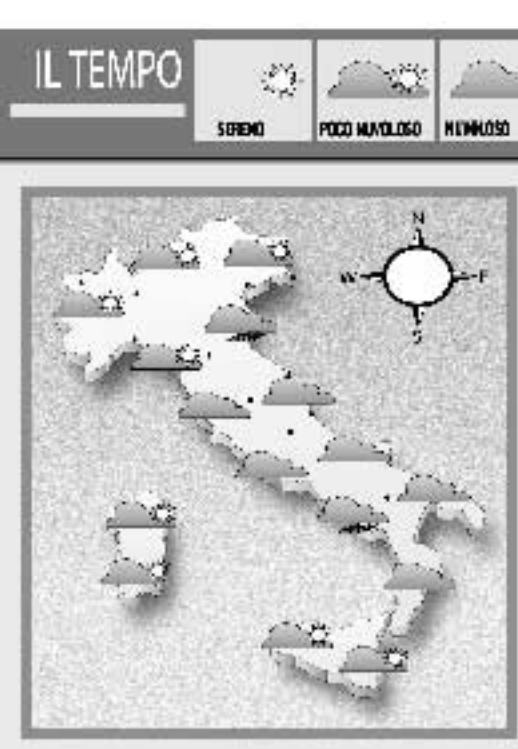 IL TEMPO
SERENO
POCO NUVOLOSO
NUVOLOSO
N
W
E
S